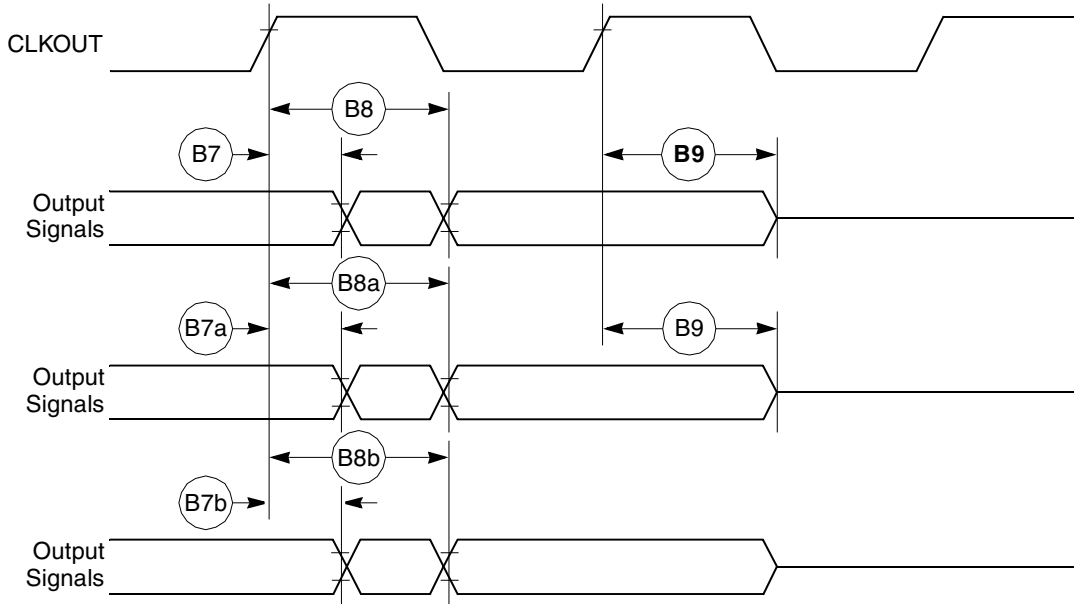 CLKOUT
B8
B7
B9
Output
Signals
B8a
B7a
B9
Output
Signals
B8b
B7b
Output
Signals